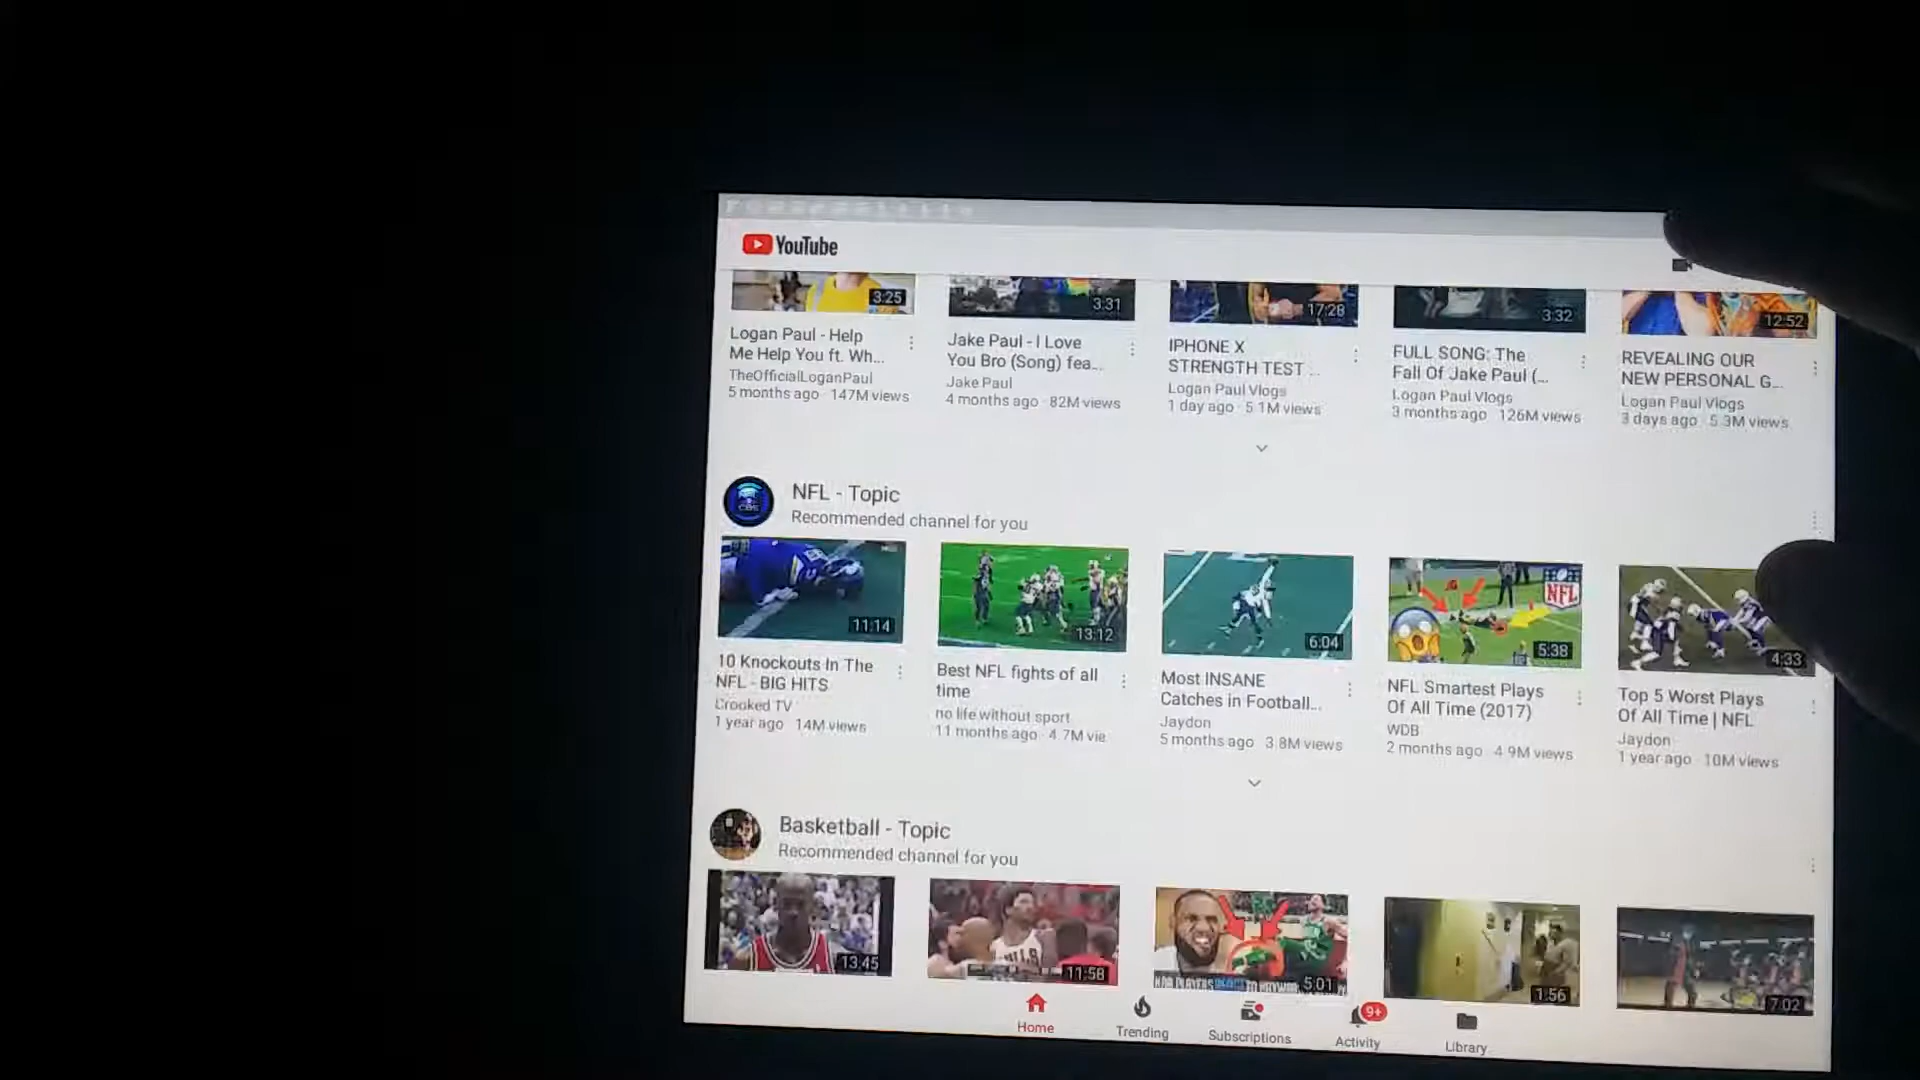 YouTube
3:25
3:31
17:28
3:32
12:52
Logan Paul - Help
Me Help You ft. Wh...
TheOfficialLoganPaul
5 months ago · 147M views
Jake Paul - I Love
You Bro (Song) fea...
Jake Paul
4 months ago · 82M views
IPHONE X
STRENGTH TEST ...
Logan Paul Vlogs
1 day ago · 5.1M views
FULL SONG: The
Fall Of Jake Paul (...
Logan Paul Vlogs
3 months ago · 126M views
REVEALING OUR
NEW PERSONAL G...
Logan Paul Vlogs
3 days ago · 5.3M views
NFL - Topic
Recommended channel for you
CBS
11:14
13:12
6:04
NFL
5:38
4:33
10 Knockouts In The
NFL - BIG HITS
Crooked TV
1 year ago · 14M views
Best NFL fights of all
time
no life without sport
11 months ago · 4.7M vie
Most INSANE
Catches in Football...
Jaydon
5 months ago · 3.8M views
NFL Smartest Plays
Of All Time (2017)
WDB
2 months ago · 4.9M views
Top 5 Worst Plays
Of All Time | NFL
Jaydon
1 year ago · 10M views
Basketball - Topic
Recommended channel for you
13:45
11:58
NBA PLAYERS
5:01
1:56
7:02
Home
Trending
Subscriptions
9+
Activity
Library